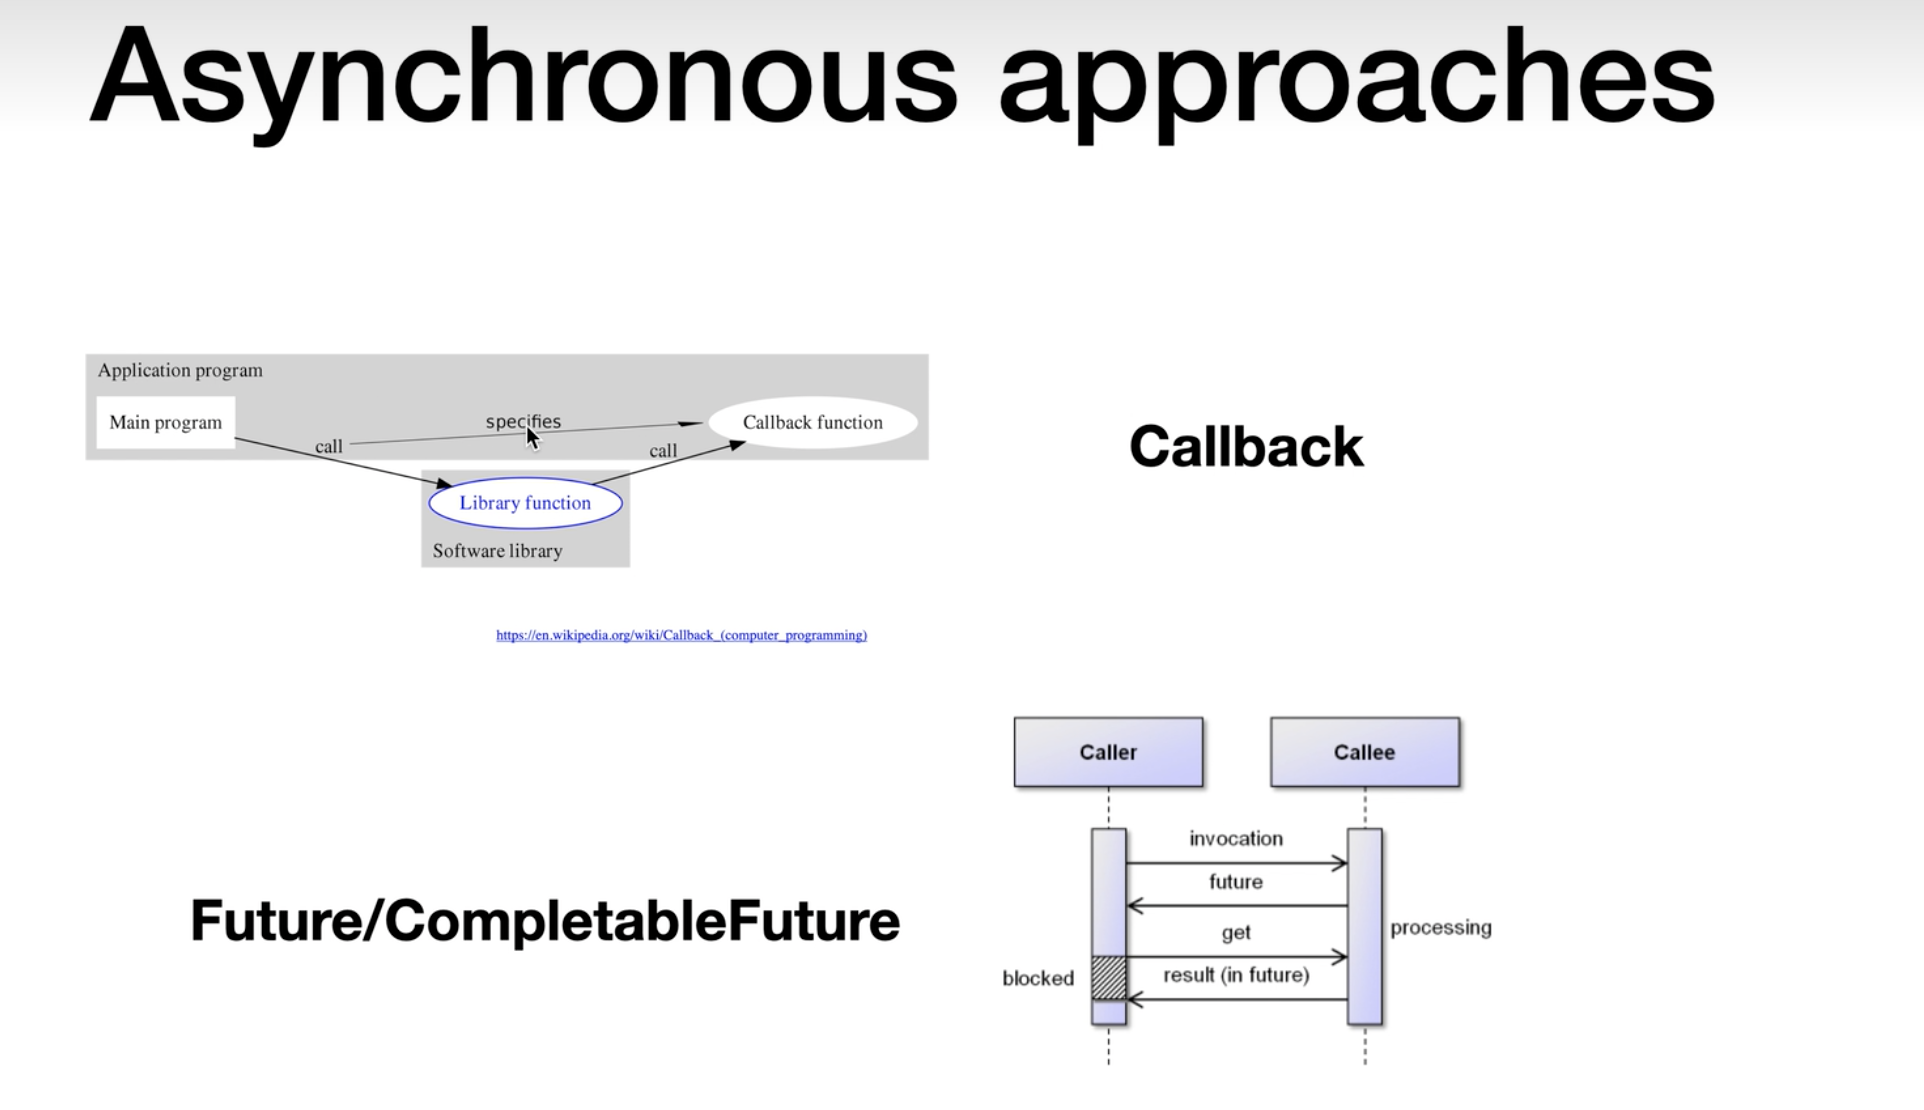 Asynchronous approaches
Application program
Main program
specifies
Callback function
call
call
Library function
Software library
Callback
https://en.wikipedia.org/wiki/Callback_(computer_programming)
Caller
Callee
invocation
future
Future/CompletableFuture
get
processing
blocked
result (in future)